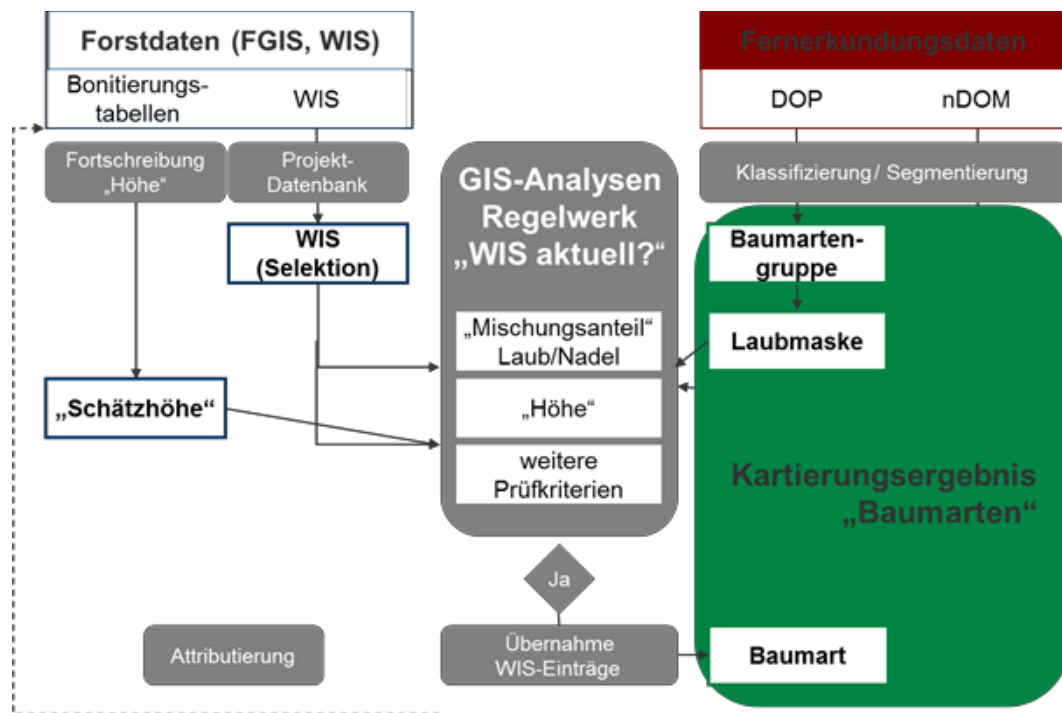 Forstdaten (FGIS, WIS)
Bonitierungs-
tabellen
WIS
Fortschreibung
„Höhe"
Projekt-
Datenbank
WIS
(Selektion)
„Schätzhöhe“
Attributierung
GIS-Analysen
Regelwerk
„WIS aktuell?“
„Mischungsanteil“
Laub/Nadel
„Höhe“
weitere
Prüfkriterien
Ja
Übernahme
WIS-Einträge
Fernerkundungsdaten
DOP
nDOM
Klassifizierung / Segmentierung
Baumarten-
gruppe
Laubmaske
Kartierungsergebnis
„Baumarten“
Baumart